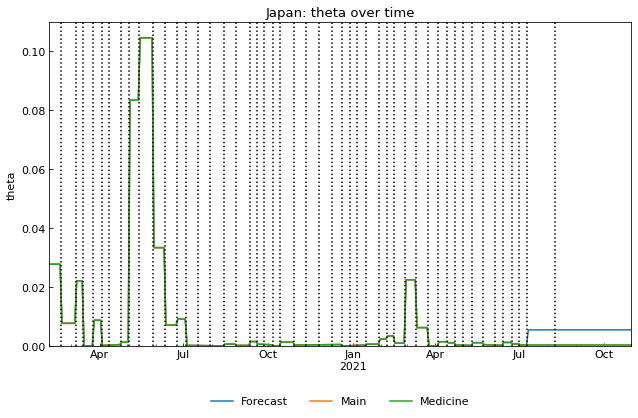 Japan: theta over time
0.10
0.08
0.06
0.04
0.02
0.00
theta
Apr Jul Oct Jan Apr Jul Oct
2021
Forecast Main Medicine